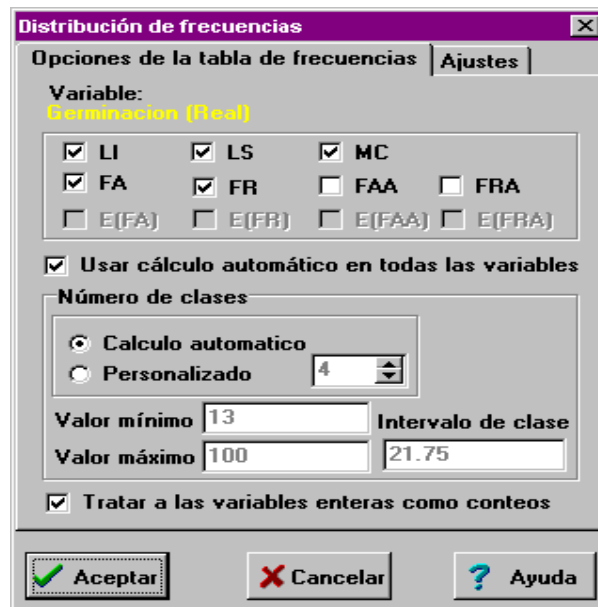 Distribución de frecuencias
Opciones de la tabla de frecuencias Ajustes
Variable:
Germinacion (Real)
LI LS MC
FA FR FAA FRA
E(FA) E(FR) E(FAA) E(FRA)
Usar cálculo automático en todas las variables
Número de clases
Calculo automatico
Personalizado 4
Valor mínimo 13 Intervalo de clase
Valor máximo 100 21.75
Tratar a las variables enteras como conteos
Aceptar Cancelar Ayuda